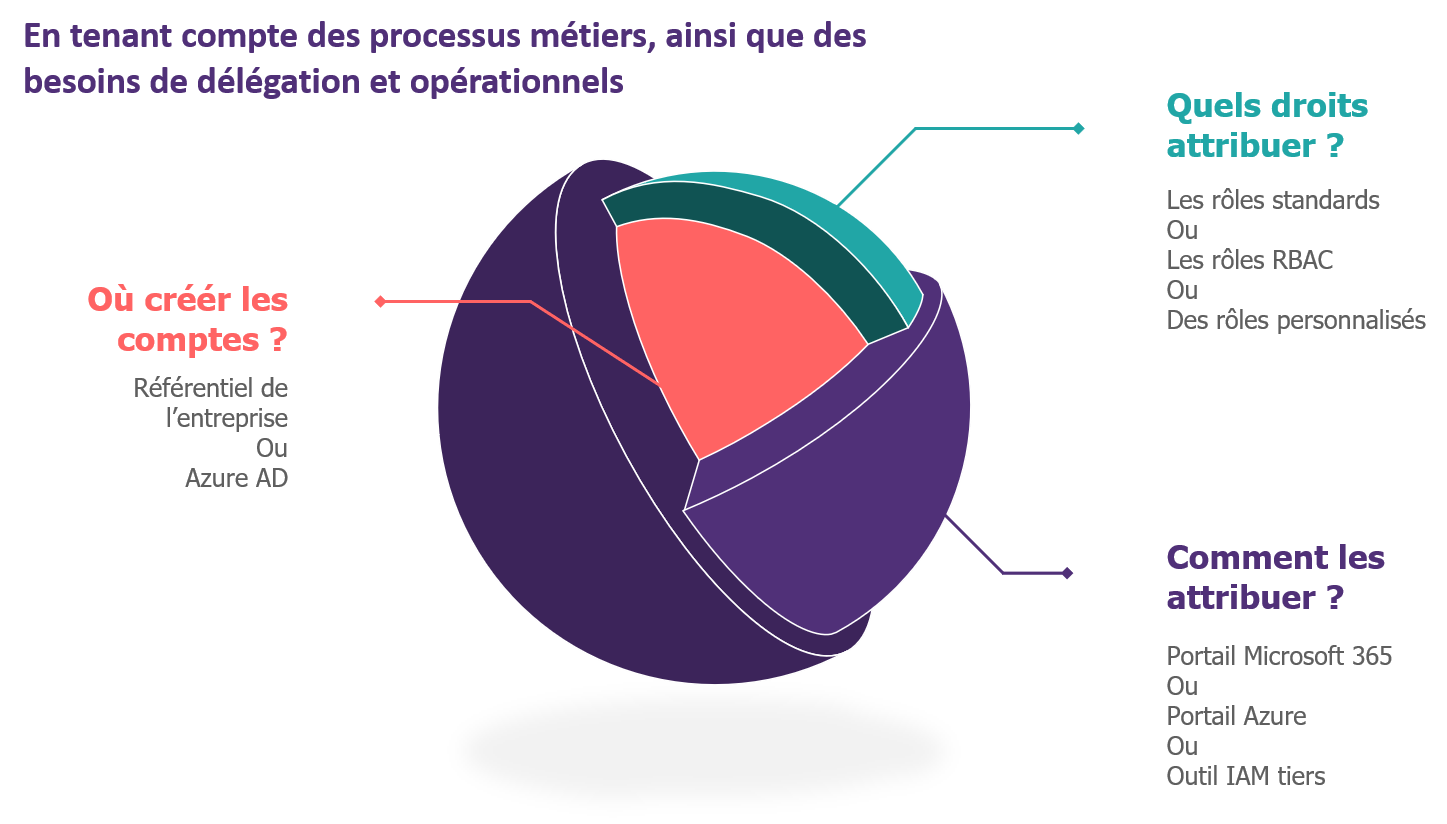 En tenant compte des processus métiers, ainsi que des
besoins de délégation et opérationnels
Quels droits
attribuer ?
Les rôles standards
Ou
Les rôles RBAC
Ou
Des rôles personnalisés
Où créér les
comptes ?
Référentiel de
l’entreprise
Ou
Azure AD
Comment les
attribuer ?
Portail Microsoft 365
Ou
Portail Azure
Ou
Outil IAM tiers